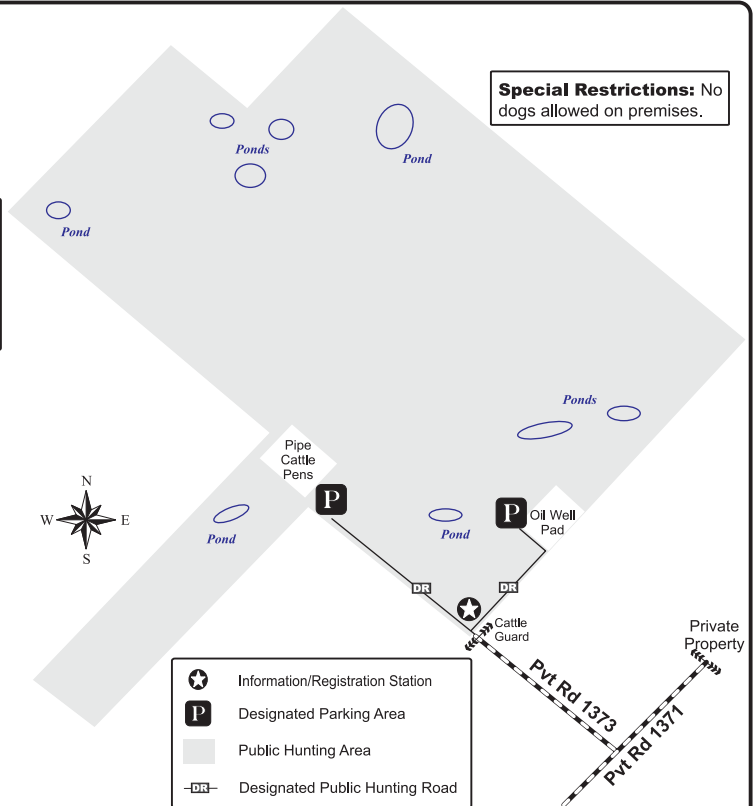 Special Restrictions: No
dogs allowed on premises.
Ponds
Pond
Pond
Ponds
Pipe
Cattle
Pens
P
P
Oil Well
Pad
N
W
E
S
Pond
Pond
DR
DR
Cattle
Guard
Private
Property
Pvt Rd 1373
Pvt Rd 1371
Information/Registration Station
P
Designated Parking Area
Public Hunting Area
DR
Designated Public Hunting Road